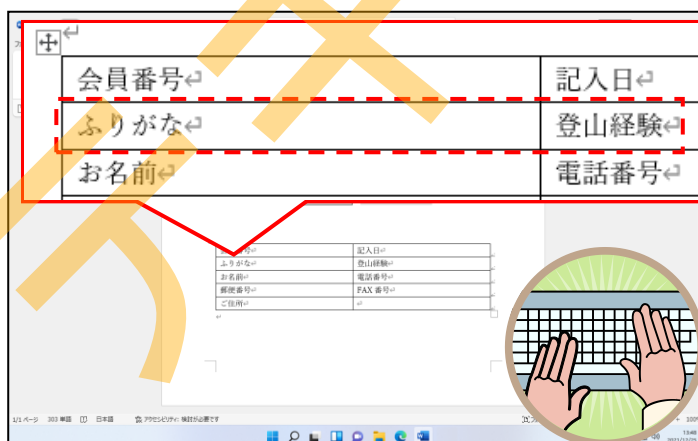 会員番号
記入日
ふりがな
登山経験
お名前
電話番号
記入日
ふりがな
登山経験
お名前
電話番号
郵便番号
FAX 番号
ご住所
1/1 ページ
303 単語
日本語
アクセシビリティ: 検討が必要です